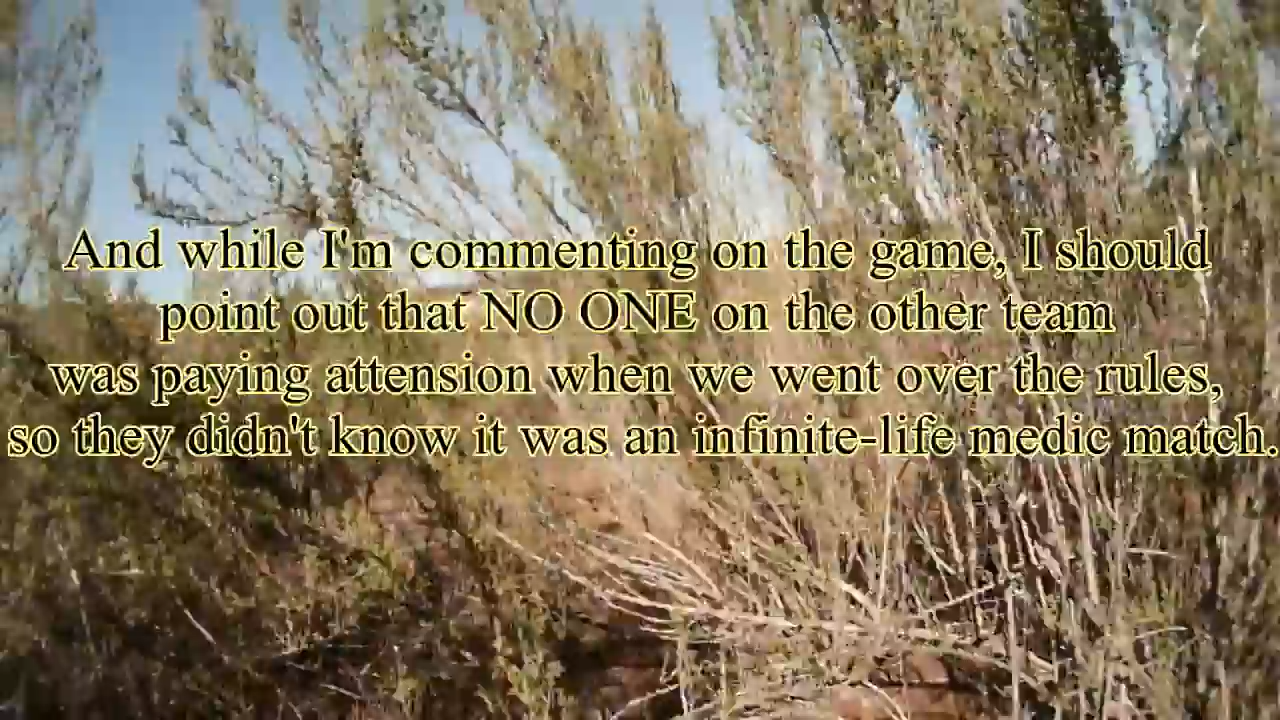 And while I'm commenting on the game, I should
point out that NO ONE on the other team
was paying attension when we went over the rules,
so they didn't know it was an infinite-life medic match.